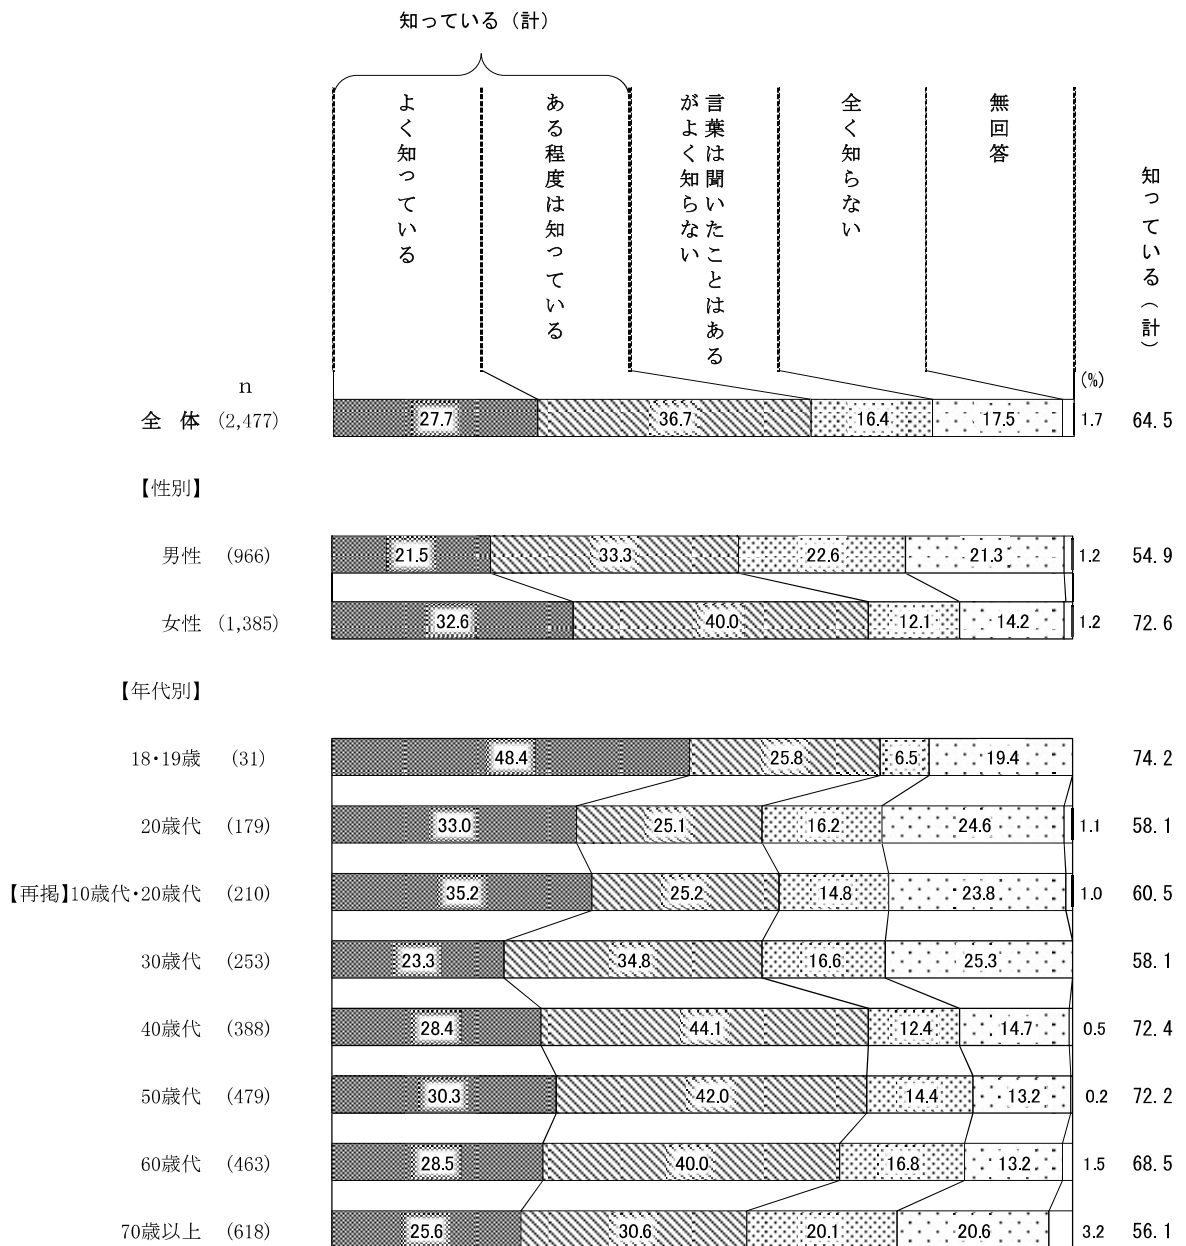 知っている（計）
よく知っている
ある程度は知っている
言葉は聞いたことはある
がよく知らない
全く知らない
無回答
知っている（計）
n
(%)
全 体 (2,477) 27.7 36.7 16.4 17.5 1.7 64.5
【性別】
男性 (966) 21.5 33.3 22.6 21.3 1.2 54.9
女性 (1,385) 32.6 40.0 12.1 14.2 1.2 72.6
【年代別】
18・19歳 (31) 48.4 25.8 6.5 19.4 74.2
20歳代 (179) 33.0 25.1 16.2 24.6 1.1 58.1
【再掲】10歳代・20歳代 (210) 35.2 25.2 14.8 23.8 1.0 60.5
30歳代 (253) 23.3 34.8 16.6 25.3 58.1
40歳代 (388) 28.4 44.1 12.4 14.7 0.5 72.4
50歳代 (479) 30.3 42.0 14.4 13.2 0.2 72.2
60歳代 (463) 28.5 40.0 16.8 13.2 1.5 68.5
70歳以上 (618) 25.6 30.6 20.1 20.6 3.2 56.1